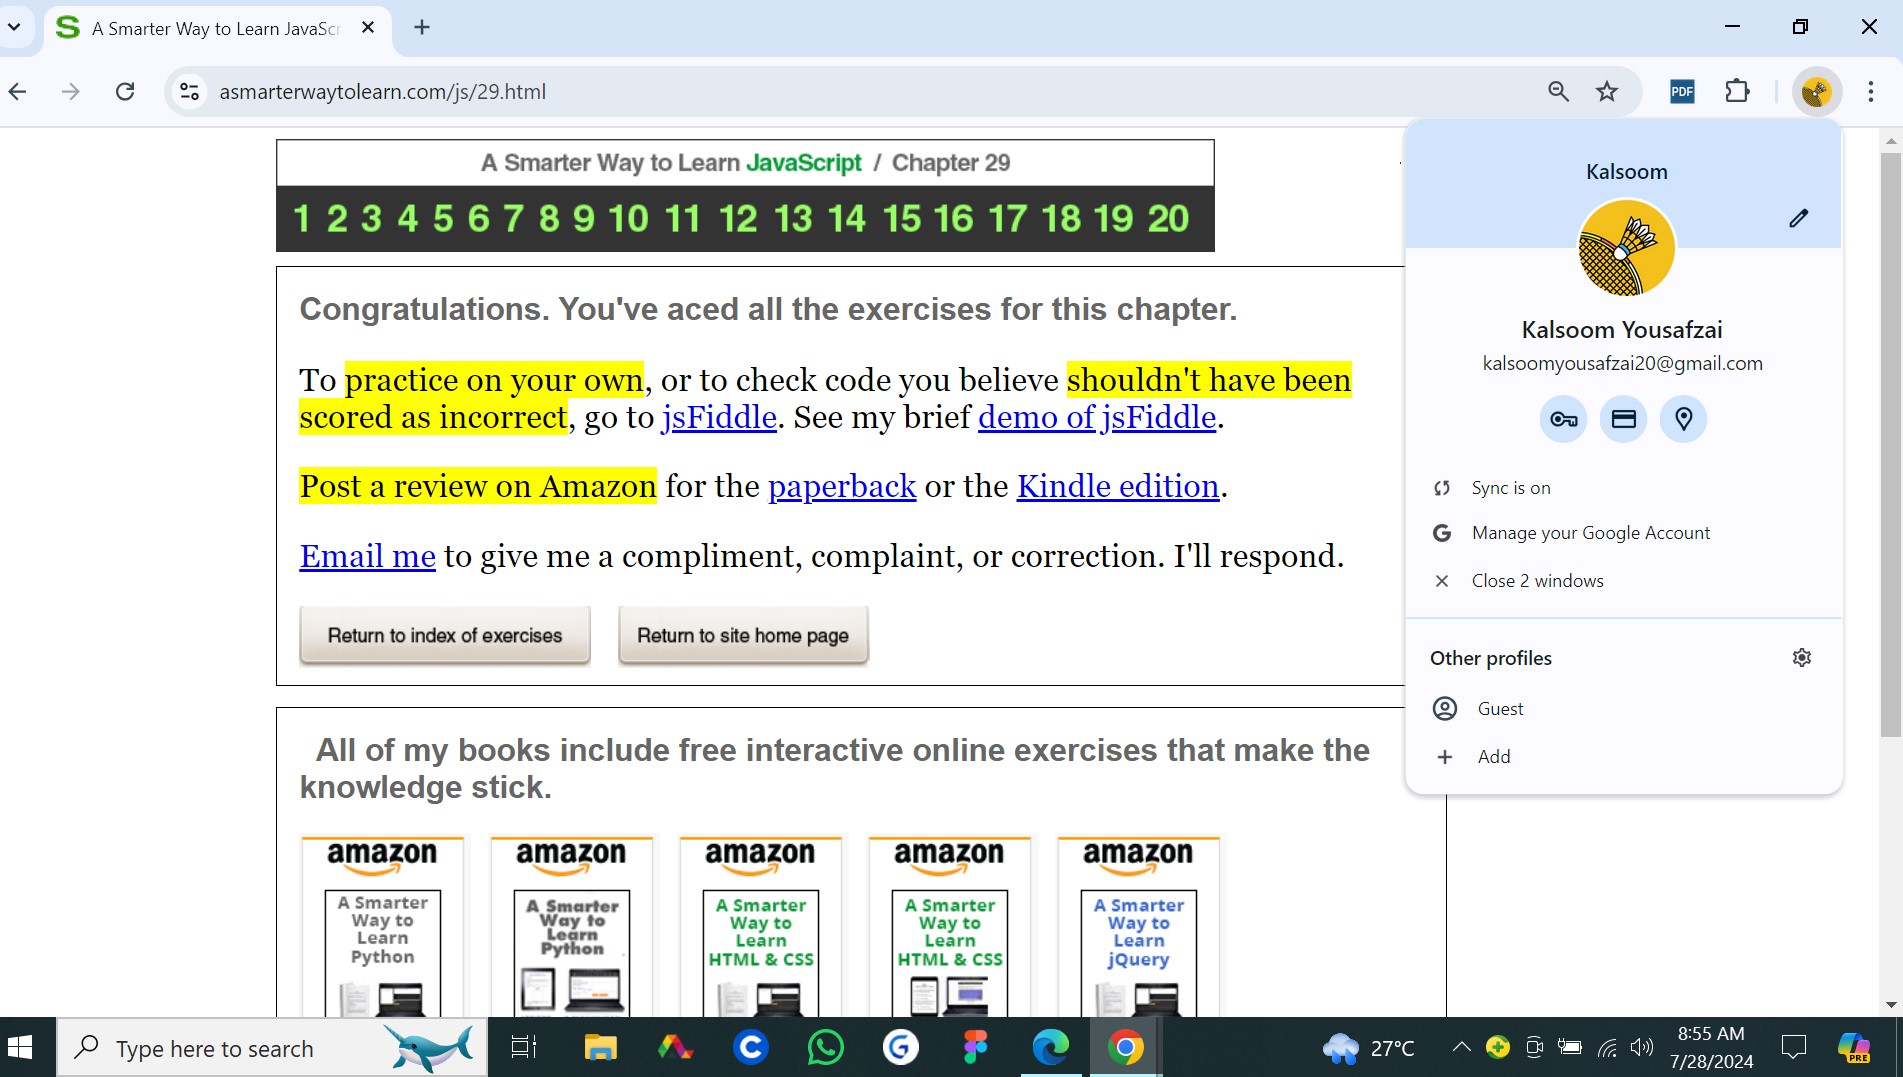 A Smarter Way to Learn JavaScr
asmarterwaytolearn.com/js/29.html
PDF
A Smarter Way to Learn JavaScript / Chapter 29
1 2 3 4 5 6 7 8 9 10 11 12 13 14 15 16 17 18 19 20
Congratulations. You've aced all the exercises for this chapter.
To practice on your own, or to check code you believe shouldn't have been
scored as incorrect, go to jsFiddle. See my brief demo of jsFiddle.
Post a review on Amazon for the paperback or the Kindle edition.
Email me to give me a compliment, complaint, or correction. I'll respond.
Return to index of exercises
Return to site home page
All of my books include free interactive online exercises that make the
knowledge stick.
amazon
A Smarter
Way to
Learn
Python
amazon
A Smarter
Way to
Learn
Python
amazon
A Smarter
Way to
Learn
HTML & CSS
amazon
A Smarter
Way to
Learn
HTML & CSS
amazon
A Smarter
Way to
Learn
jQuery
Kalsoom
Kalsoom Yousafzai
kalsoomyousafzai20@gmail.com
Sync is on
Manage your Google Account
Close 2 windows
Other profiles
Guest
Add
Type here to search
27°C
8:55 AM
7/28/2024
PRE